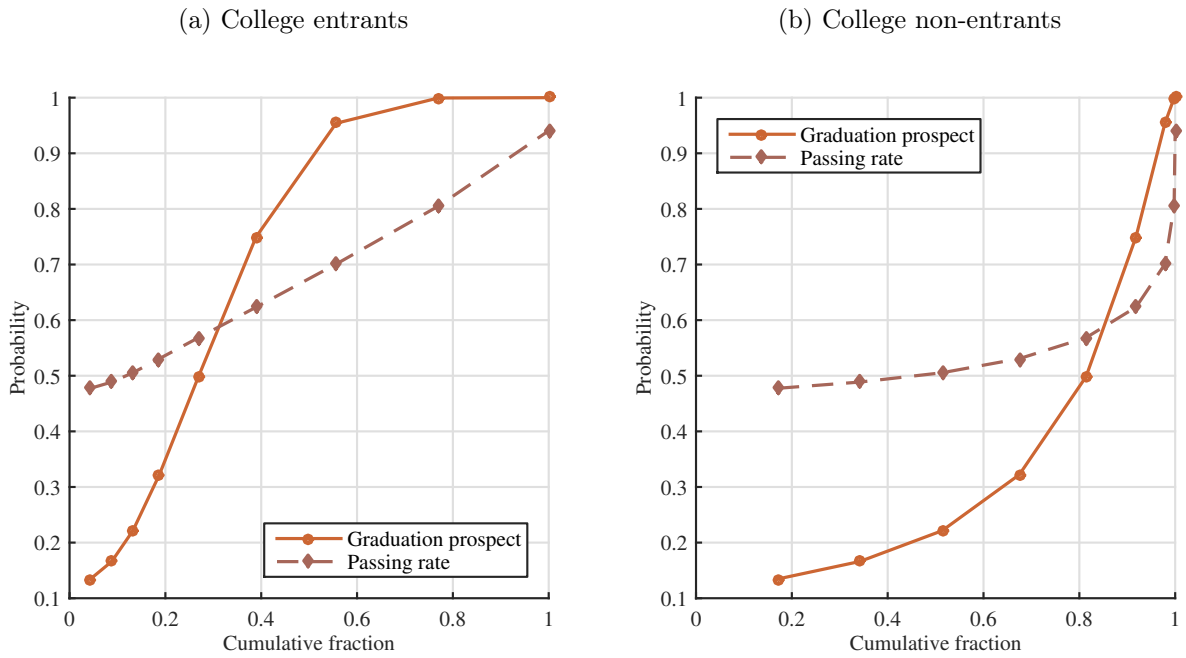 (a) College entrants
1
0.9
0.8
0.7
0.6
0.5
0.4
0.3
0.2
0.1
Probability
Graduation prospect
Passing rate
0 0.2 0.4 0.6 0.8 1
Cumulative fraction
(b) College non-entrants
1
0.9
0.8
0.7
0.6
0.5
0.4
0.3
0.2
0.1
Probability
Graduation prospect
Passing rate
0 0.2 0.4 0.6 0.8 1
Cumulative fraction